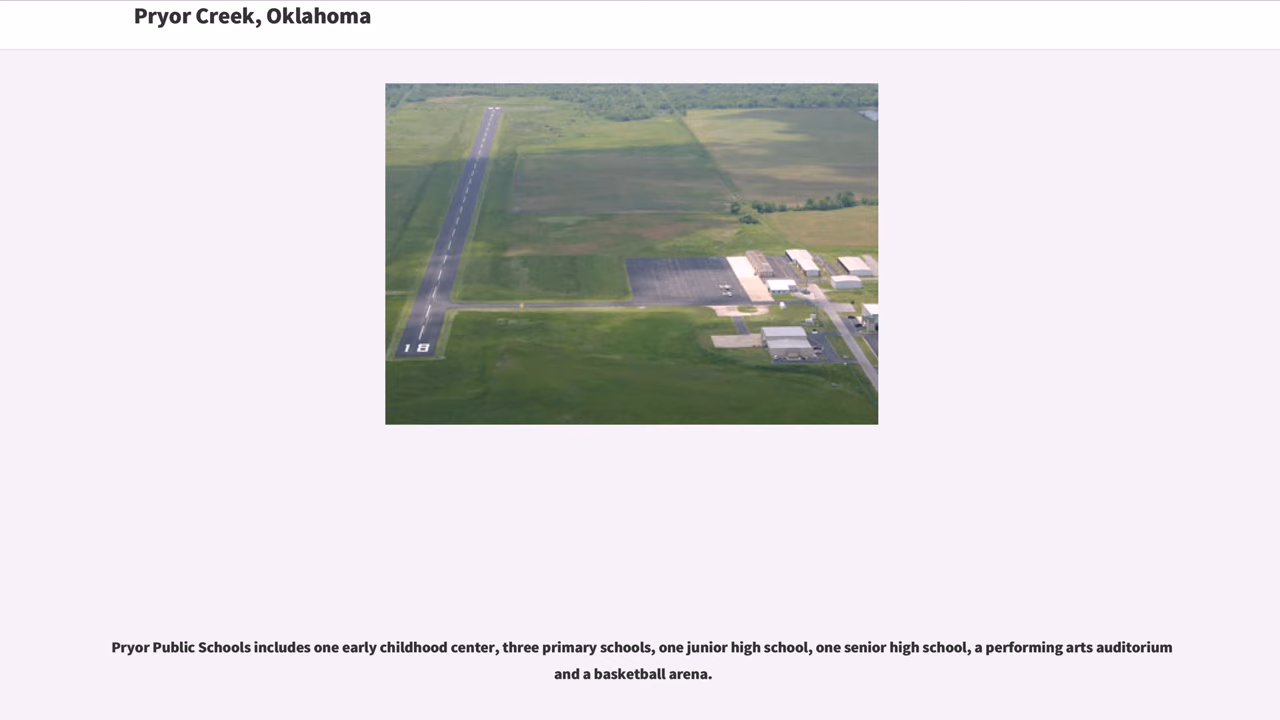 Pryor Creek, Oklahoma
18
Pryor Public Schools includes one early childhood center, three primary schools, one junior high school, one senior high school, a performing arts auditorium
and a basketball arena.